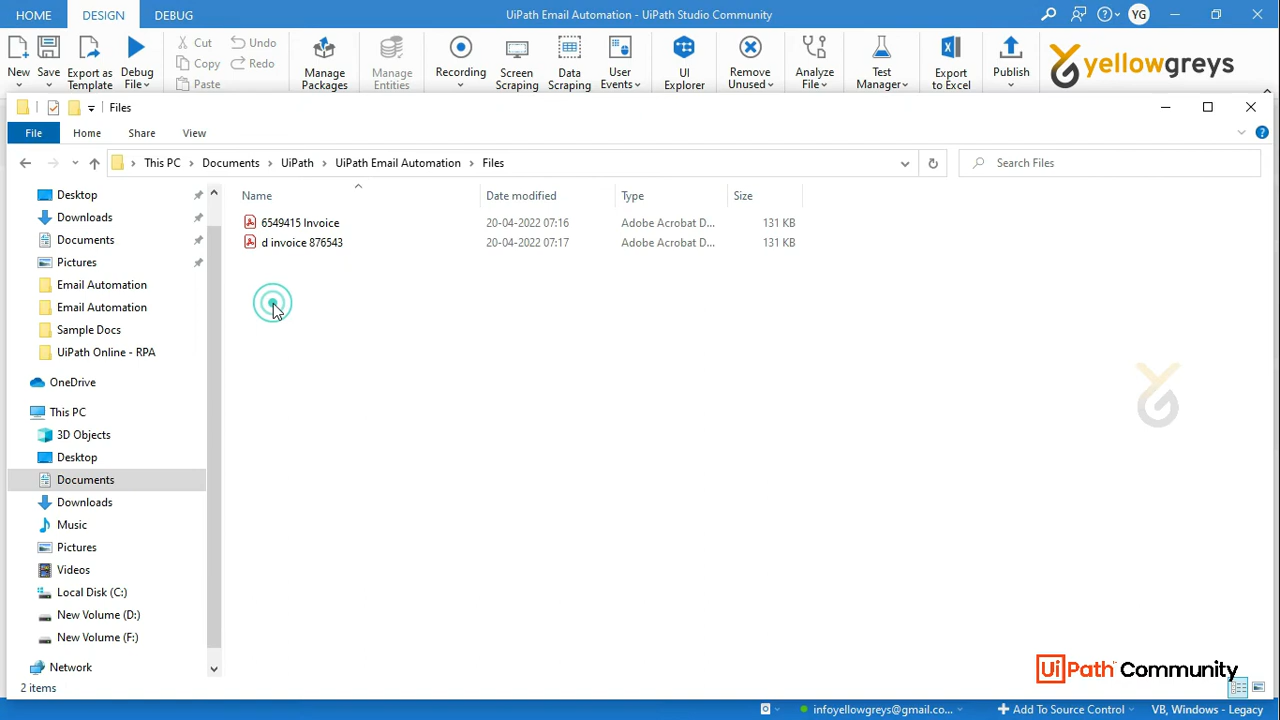 HOME DESIGN DEBUG UiPath Email Automation - UiPath Studio Community YG
New Save Export as Template Debug File Cut Copy Paste Undo Redo Manage Packages Manage Entities Recording Screen Scraping Data Scraping User Events UI Explorer Remove Unused Analyze File Test Manager Export to Excel Publish yellowgreys
Files
File Home Share View
This PC Documents UiPath UiPath Email Automation Files Search Files
Name Date modified Type Size
6549415 Invoice 20-04-2022 07:16 Adobe Acrobat D... 131 KB
d invoice 876543 20-04-2022 07:17 Adobe Acrobat D... 131 KB
Desktop
Downloads
Documents
Pictures
Email Automation
Email Automation
Sample Docs
UiPath Online - RPA
OneDrive
This PC
3D Objects
Desktop
Documents
Downloads
Music
Pictures
Videos
Local Disk (C:)
New Volume (D:)
New Volume (F:)
Network
UiPath Community
2 items
infoyellowgreys@gmail.co... Add To Source Control VB, Windows - Legacy